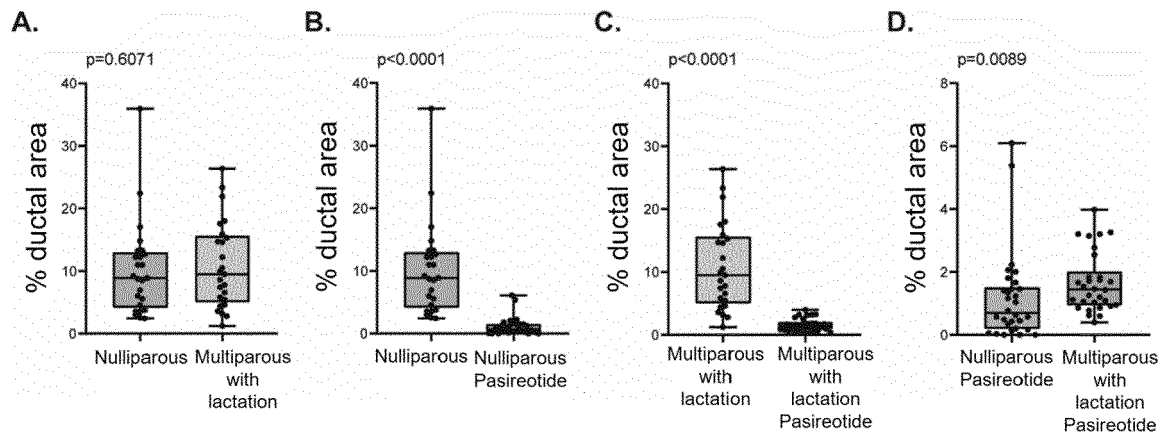 A.
p=0.6071
% ductal area
40
30
20
10
0
Nulliparous
Multiparous
with
lactation
B.
p<0.0001
% ductal area
40
30
20
10
0
Nulliparous
Nulliparous
Pasireotide
C.
p<0.0001
% ductal area
40
30
20
10
0
Multiparous
with
lactation
Multiparous
with
lactation
Pasireotide
D.
p=0.0089
% ductal area
8
6
4
2
0
Nulliparous
Pasireotide
Multiparous
with
lactation
Pasireotide